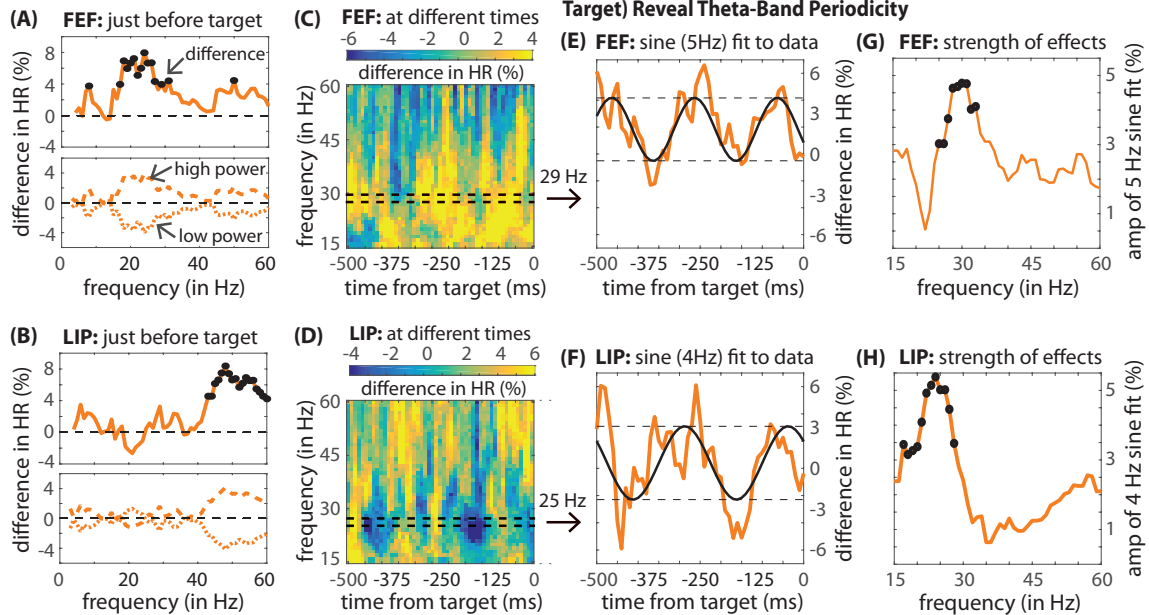 Target) Reveal Theta-Band Periodicity
(A) FEF: just before target
difference in HR (%)
8
4
0
4
difference
4
0
4
high power
low power
0 20 40 60
frequency (in Hz)
(C) FEF: at different times
-6 -4 -2 0 2 4
difference in HR (%)
frequency (in Hz)
60
45
30
15
-500 -375 -250 -125 0
time from target (ms)
29 Hz
(E) FEF: sine (5Hz) fit to data
6
3
0
-3
-6
difference in HR (%)
-500 -375 -250 -125 0
time from target (ms)
(G) FEF: strength of effects
5
3
1
amp of 5 Hz sine fit (%)
15 30 45 60
frequency (in Hz)
(B) LIP: just before target
difference in HR (%)
8
4
0
4
4
0
4
0 20 40 60
frequency (in Hz)
(D) LIP: at different times
-4 -2 0 2 4 6
difference in HR (%)
frequency (in Hz)
60
45
30
15
-500 -375 -250 -125 0
time from target (ms)
25 Hz
(F) LIP: sine (4Hz) fit to data
6
3
0
-3
-6
difference in HR (%)
-500 -375 -250 -125 0
time from target (ms)
(H) LIP: strength of effects
5
3
1
amp of 4 Hz sine fit (%)
15 30 45 60
frequency (in Hz)